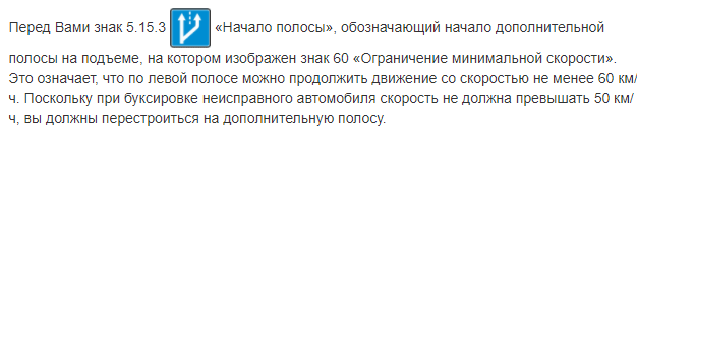 Перед Вами знак 5.15.3 «Начало полосы», обозначающий начало дополнительной
полосы на подъеме, на котором изображен знак 60 «Ограничение минимальной скорости».
Это означает, что по левой полосе можно продолжить движение со скоростью не менее 60 км/
ч. Поскольку при буксировке неисправного автомобиля скорость не должна превышать 50 км/
ч, вы должны перестроиться на дополнительную полосу.